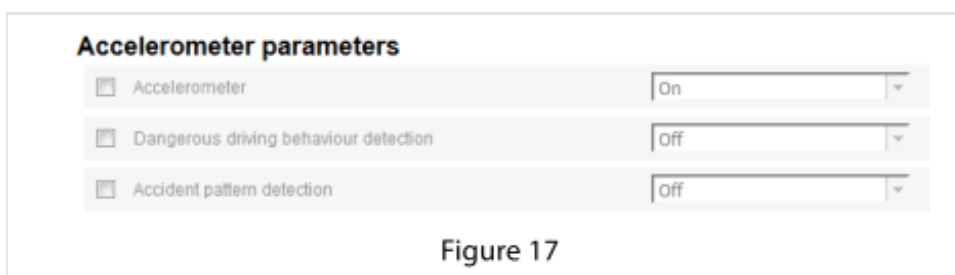 Accelerometer parameters
Accelerometer On
Dangerous driving behaviour detection Off
Accident pattern detection Off
Figure 17